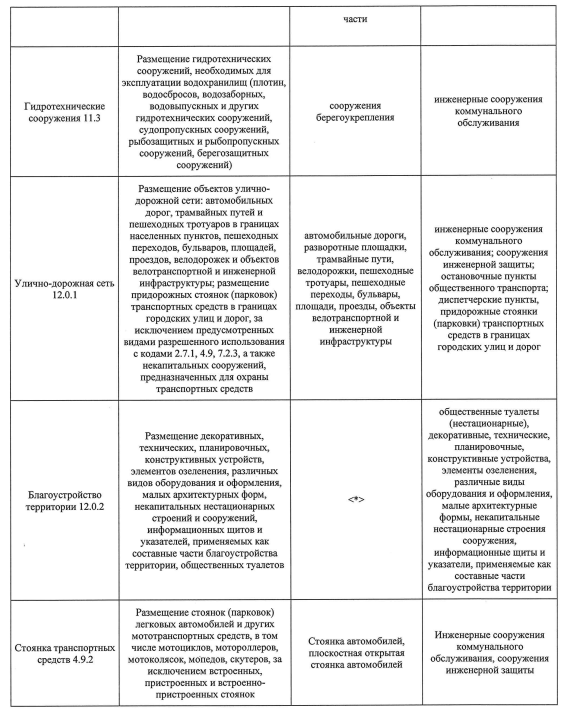 части
Гидротехнические
сооружения 11.3
Размещение гидротехнических
сооружений, необходимых для
эксплуатации водохранилищ (плотин,
водосбросов, водозаборных,
водовыпускных и других
гидротехнических сооружений,
судопропускных сооружений,
рыбозащитных и рыбопропускных
сооружений, берегозащитных
сооружений)
сооружения
берегоукрепления
инженерные сооружения
коммунального
обслуживания
Улично-дорожная сеть
12.0.1
Размещение объектов улично-
дорожной сети: автомобильных
дорог, трамвайных путей и
пешеходных тротуаров в границах
населенных пунктов, пешеходных
переходов, бульваров, площадей,
проездов, велодорожек и объектов
велотранспортной и инженерной
инфраструктуры; размещение
придорожных стоянок (парковок)
транспортных средств в границах
городских улиц и дорог, за
исключением предусмотренных
видами разрешенного использования
с кодами 2.7.1, 4.9, 7.2.3, а также
некапитальных сооружений,
предназначенных для охраны
транспортных средств
автомобильные дороги,
разворотные площадки,
трамвайные пути,
велодорожки, пешеходные
тротуары, пешеходные
переходы, бульвары,
площади, проезды, объекты
велотранспортной и
инженерной
инфраструктуры
инженерные сооружения
коммунального
обслуживания; сооружения
инженерной защиты;
остановочные пункты
общественного транспорта;
диспетчерские пункты,
придорожные стоянки
(парковки) транспортных
средств в границах
городских улиц и дорог
Благоустройство
территории 12.0.2
Размещение декоративных,
технических, планировочных,
конструктивных устройств,
элементов озеленения, различных
видов оборудования и оформления,
малых архитектурных форм,
некапитальных нестационарных
строений и сооружений,
информационных щитов и
указателей, применяемых как
составные части благоустройства
территории, общественных туалетов
<*>
общественные туалеты
(нестационарные),
декоративные, технические,
планировочные,
конструктивные устройства,
элементы озеленения,
различные виды
оборудования и оформления,
малые архитектурные
формы, некапитальные
нестационарные строения
сооружения,
информационные щиты и
указатели, применяемые как
составные части
благоустройства территории
Стоянка транспортных
средств 4.9.2
Размещение стоянок (парковок)
легковых автомобилей и других
мототранспортных средств, в том
числе мотоциклов, мотороллеров,
мотоколясок, мопедов, скутеров, за
исключением встроенных,
пристроенных и встроенно-
пристроенных стоянок
Стоянка автомобилей,
плоскостная открытая
стоянка автомобилей
Инженерные сооружения
коммунального
обслуживания, сооружения
инженерной защиты